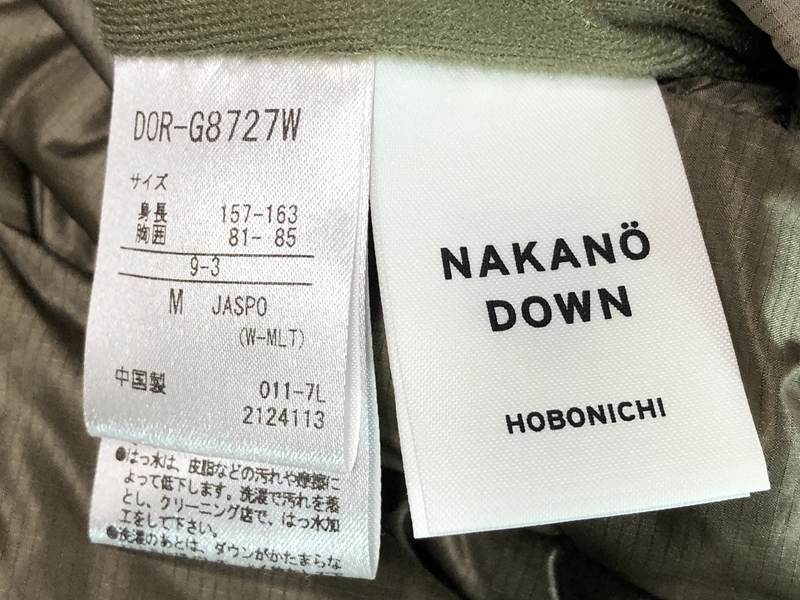 DOR-G8727W
サイズ
身長 157-163
胸囲 81- 85
9-3
M JASPO
(W-MLT)
中国製 011-7L
2124113
●はっ水は、皮脂などの汚れや摩擦に
よって低下します。洗濯で汚れを落
とし、クリーニング店で、はっ水加
工をして下さい。
●洗濯のあとは、ダウンがかたまらな
NAKANÖ
DOWN
HOBONICHI